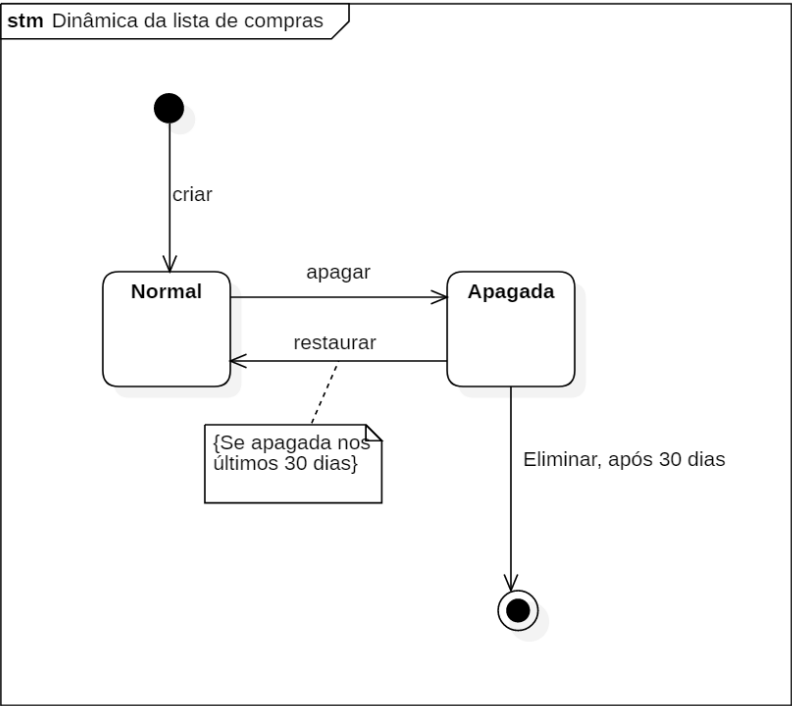 stm Dinâmica da lista de compras
criar
Normal
apagar
Apagada
restaurar
{Se apagada nos
últimos 30 dias}
Eliminar, após 30 dias